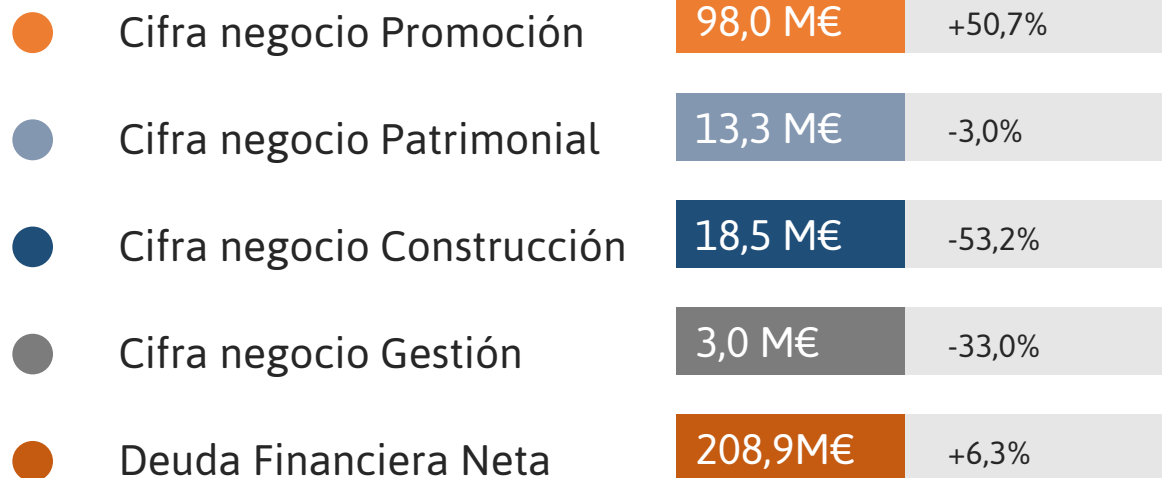 Cifra negocio Promoción 98,0 M€ +50,7%
Cifra negocio Patrimonial 13,3 M€ -3,0%
Cifra negocio Construcción 18,5 M€ -53,2%
Cifra negocio Gestión 3,0 M€ -33,0%
Deuda Financiera Neta 208,9M€ +6,3%